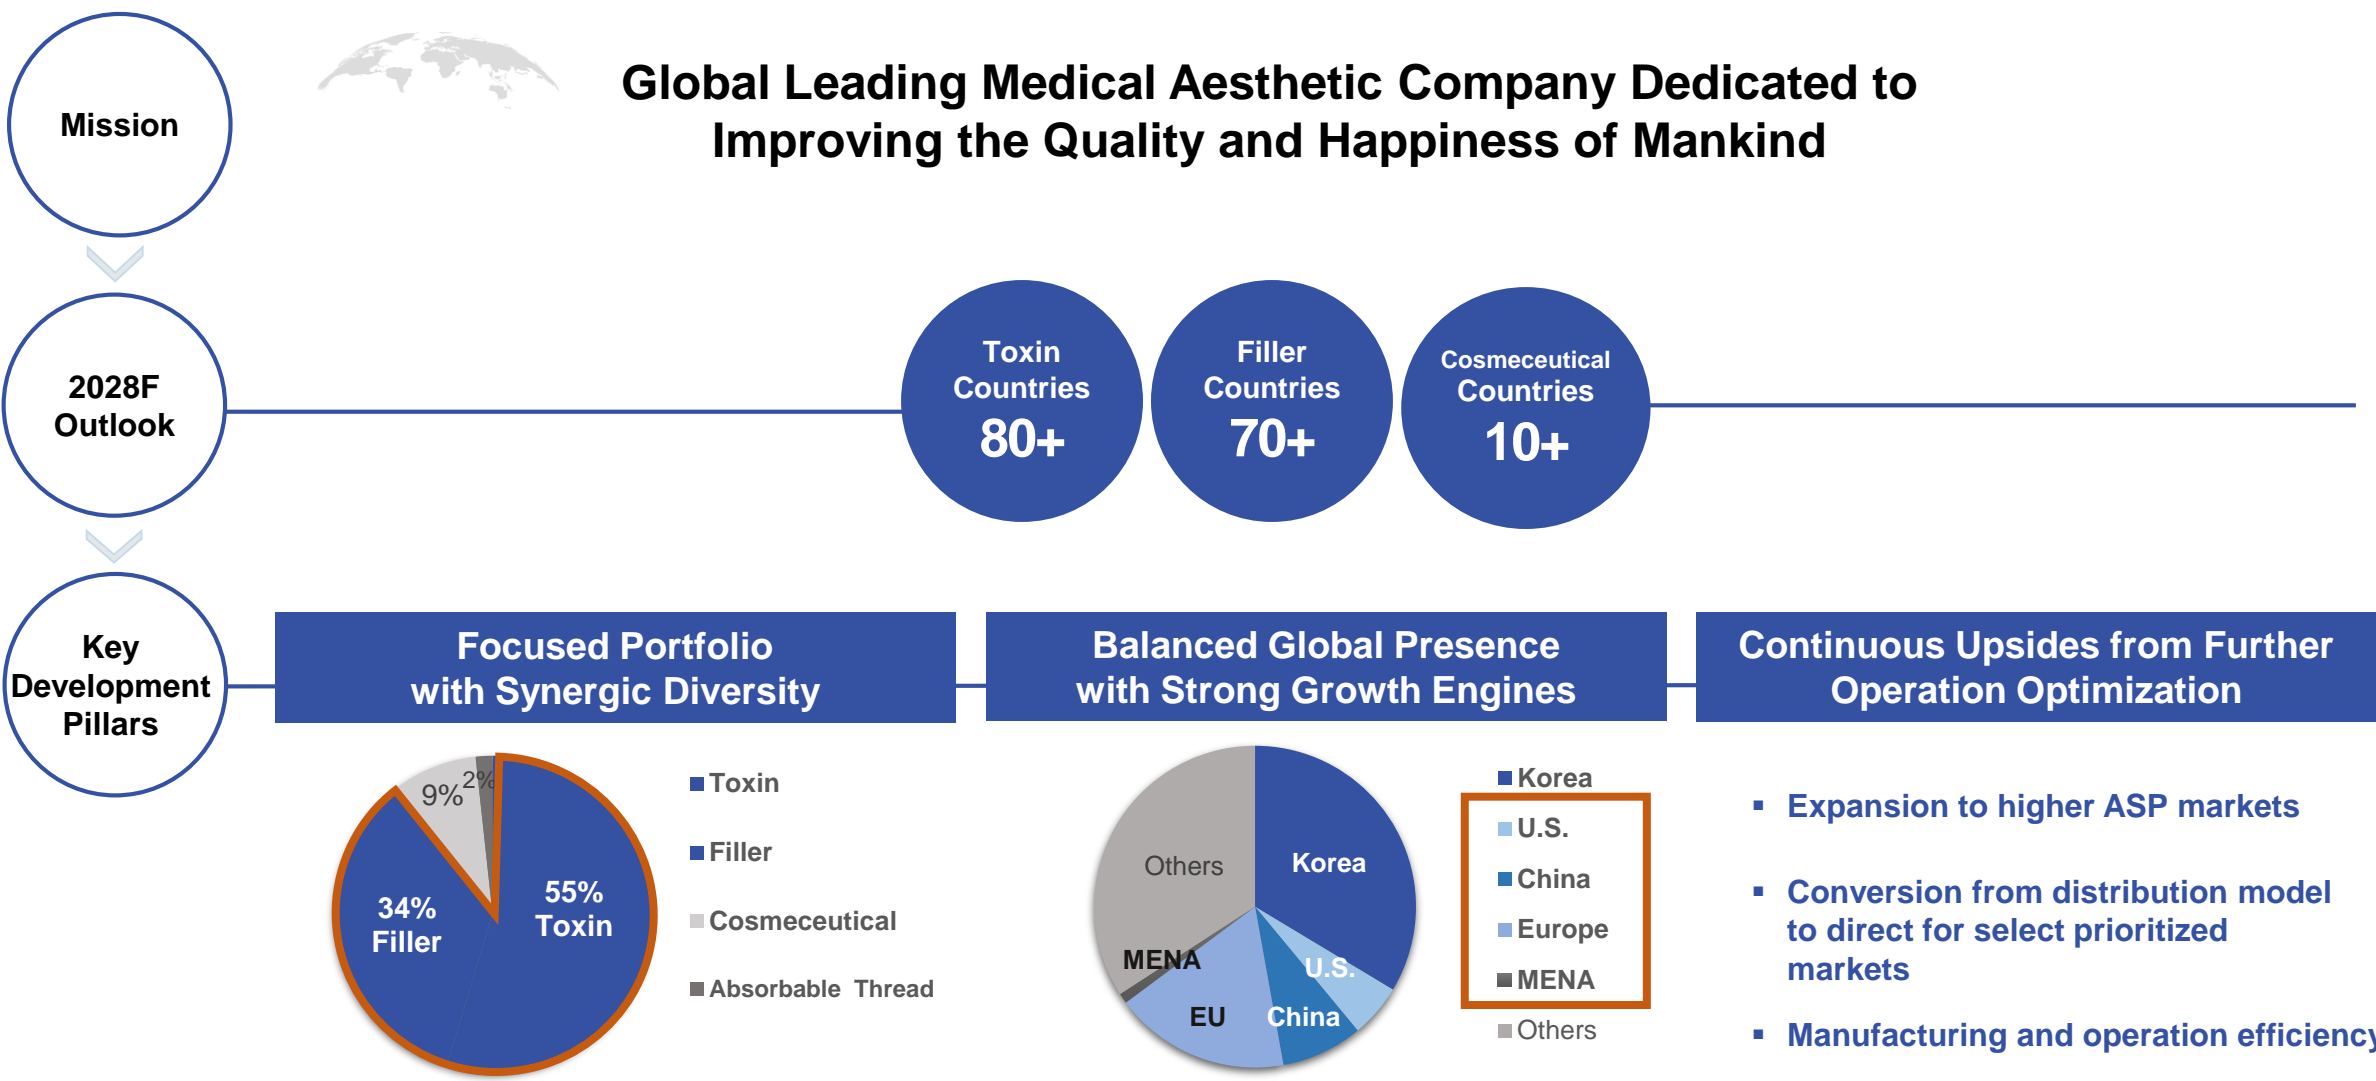 Mission
Global Leading Medical Aesthetic Company Dedicated to
Improving the Quality and Happiness of Mankind
2028F
Outlook
Toxin
Countries
80+
Filler
Countries
70+
Cosmeceutical
Countries
10+
Key
Development
Pillars
Focused Portfolio
with Synergic Diversity
Balanced Global Presence
with Strong Growth Engines
Continuous Upsides from Further
Operation Optimization
9%
2%
34%
Filler
55%
Toxin
Toxin
Filler
Cosmeceutical
Absorbable Thread
Others
Korea
MENA
U.S.
EU
China
Korea
U.S.
China
Europe
MENA
Others
▪ Expansion to higher ASP markets
▪ Conversion from distribution model
to direct for select prioritized
markets
▪ Manufacturing and operation efficiency